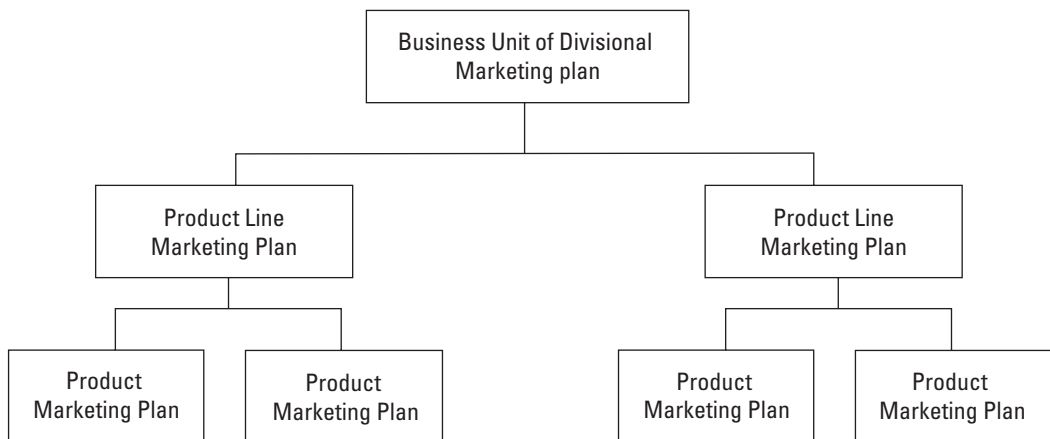 Business Unit of Divisional
Marketing plan
Product Line
Marketing Plan
Product Line
Marketing Plan
Product
Marketing Plan
Product
Marketing Plan
Product
Marketing Plan
Product
Marketing Plan